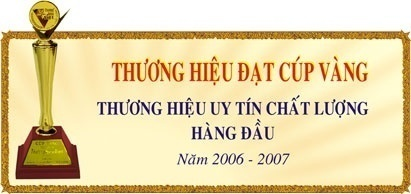 THƯƠNG HIỆU ĐẠT CÚP VÀNG
THƯƠNG HIỆU UY TÍN CHẤT LƯỢNG
HÀNG ĐẦU
Năm 2006 - 2007